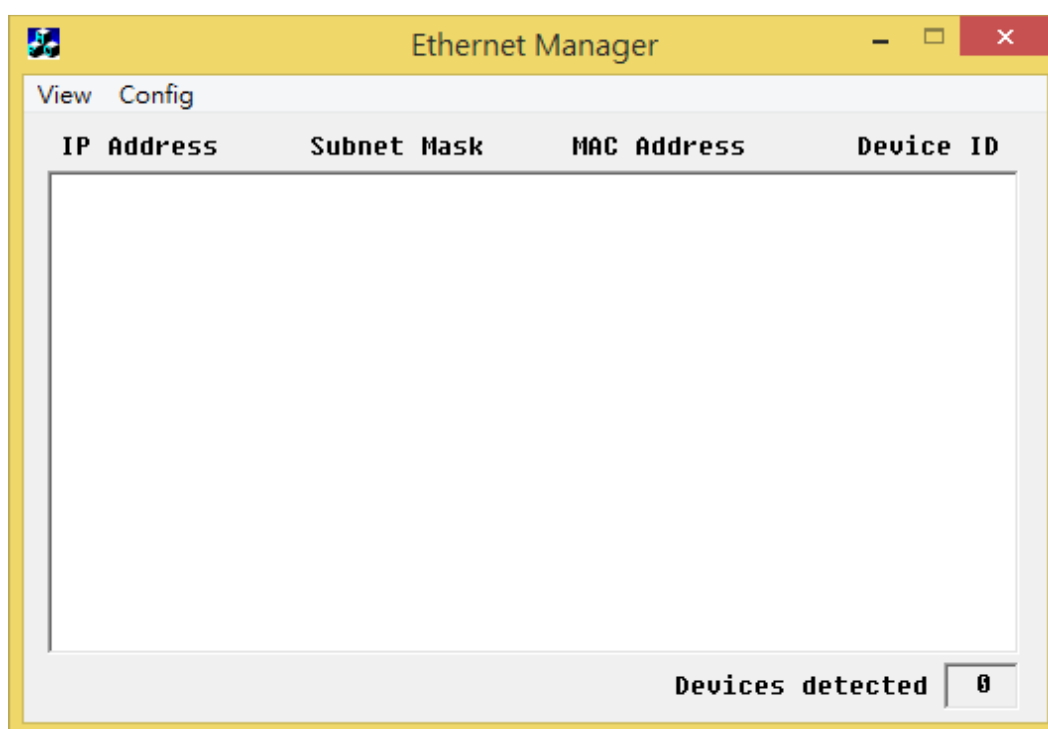 Ethernet Manager
View Config
IP Address Subnet Mask MAC Address Device ID
Devices detected 0